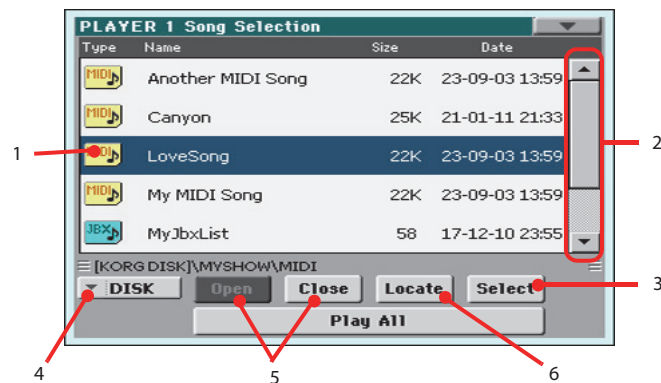 PLAYER 1 Song Selection
Type Name Size Date
MIDI Another MIDI Song 22K 23-09-03 13:59
MIDI Canyon 25K 21-01-11 21:33
1 MIDI LoveSong 22K 23-09-03 13:59 2
MIDI My MIDI Song 22K 23-09-03 13:59
JBX MyJbxList 58 17-12-10 23:55
[KORG DISK]\MYSHOW\MIDI
DISK Open Close Locate Select 3
Play All
4 5 6